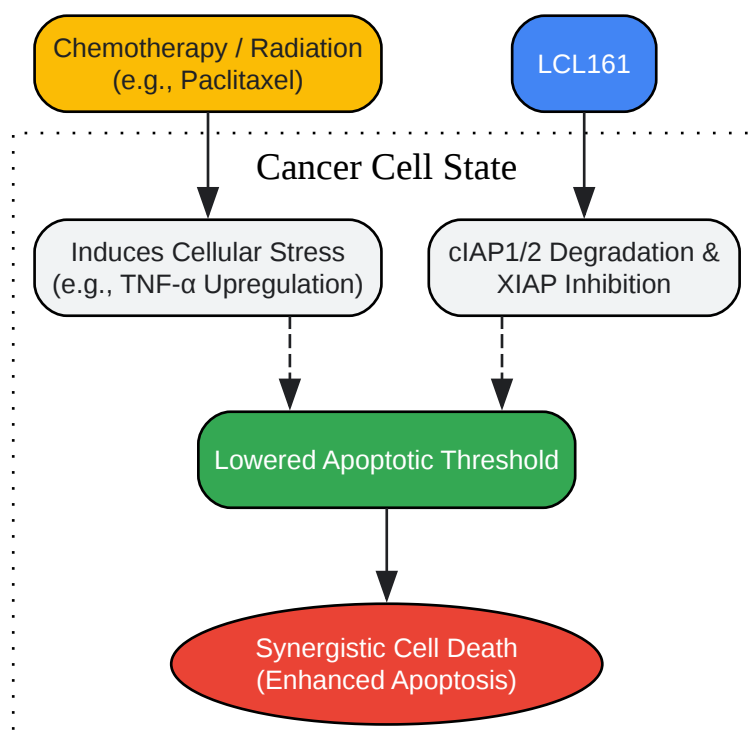 Chemotherapy / Radiation
(e.g., Paclitaxel)
LCL161
Cancer Cell State
Induces Cellular Stress
(e.g., TNF-α Upregulation)
cIAP1/2 Degradation &
XIAP Inhibition
Lowered Apoptotic Threshold
Synergistic Cell Death
(Enhanced Apoptosis)